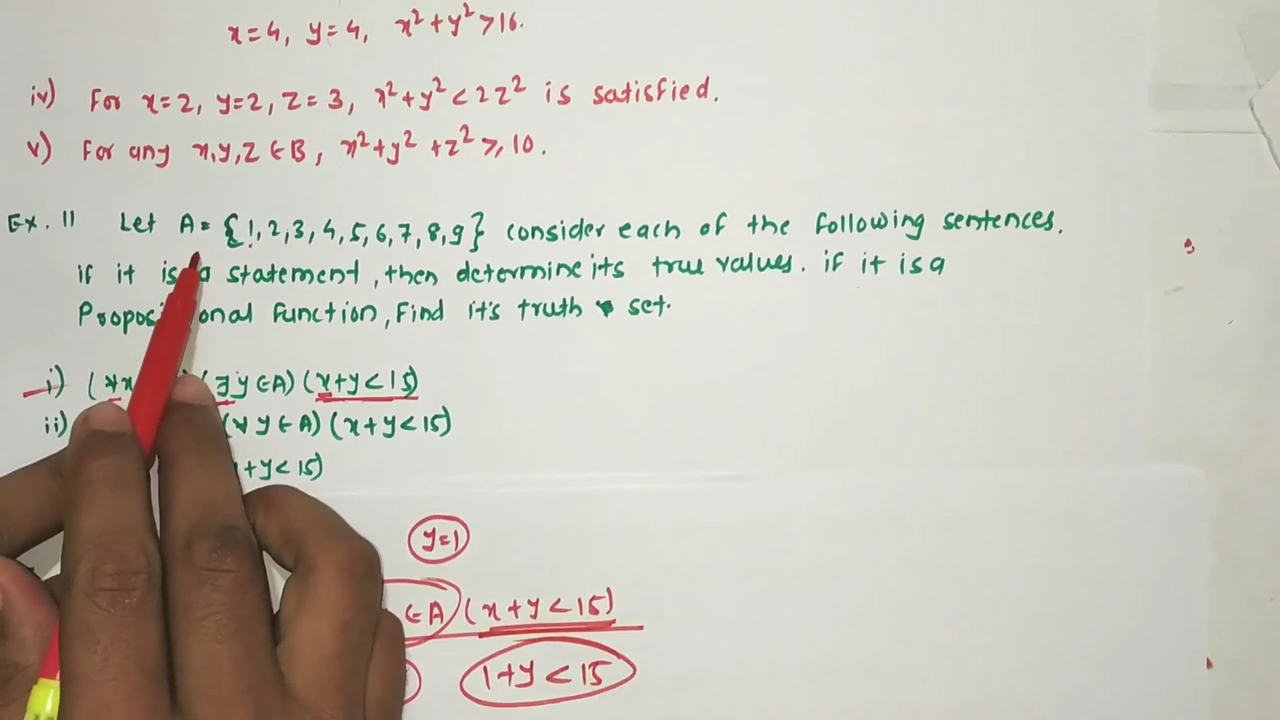 x=4, y=4, x²+y²>16.
iv) For x=2, y=2, z=3, x²+y²<2z² is satisfied.
v) For any x,y,z∈B, x²+y²+z²≥10.
Ex. 11 Let A= {1,2,3,4,5,6,7,8,9} consider each of the following sentences.
if it is a statement, then determine its true values. if it is a
Function, Find it's truth set.
i) (∀x (∃y∈A) (x+y<15)
ii) (∀y∈A) (x+y<15)
+y<15)
y=1
∈A) (x+y<15)
1+y<15